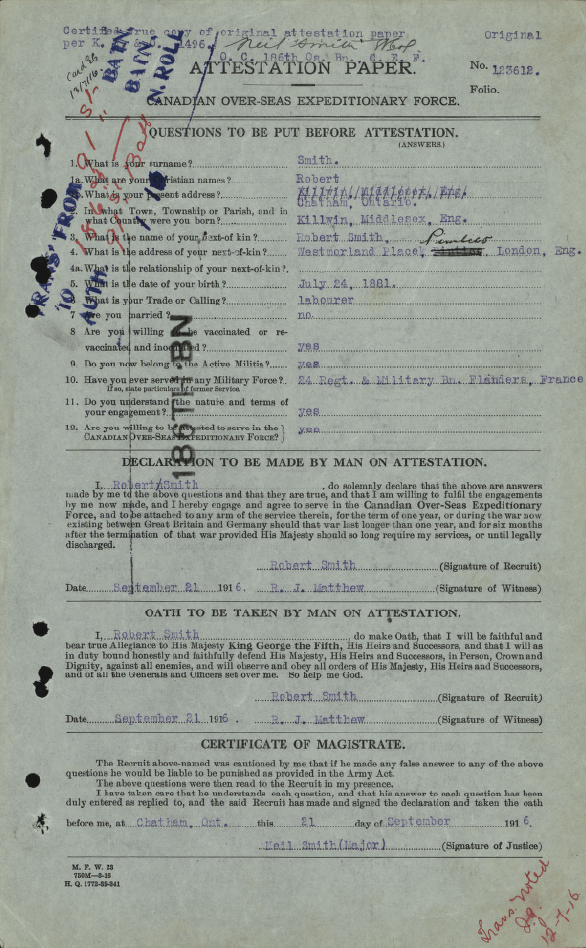 Certified true copy of original attestation paper Original
per K. R. & O. 1496. Neil Smith
O. C. 186th Os. Bn. C. E. F.
BATN.
BATN.
N. ROLL
ATTESTATION PAPER. No. 123612.
Folio.
CANADIAN OVER-SEAS EXPEDITIONARY FORCE.
QUESTIONS TO BE PUT BEFORE ATTESTATION.
(ANSWERS.)
1. What is your surname? Smith.
1a. What are your Christian names? Robert
What is your present address? Killwin, Middlesex, Eng.
Chatham, Ontario.
2. In what Town, Township or Parish, and in
what Country were you born? Killwin, Middlesex, Eng.
3. What is the name of your next-of kin? Robert Smith,
4. What is the address of your next-of-kin? Westmorland Place, Pimlico London, Eng.
4a. What is the relationship of your next-of-kin?
5. What is the date of your birth? July 24, 1881.
6. What is your Trade or Calling? labourer
7 Are you married? no
8 Are you willing to be vaccinated or re-
vaccinated and inoculated? yes
9. Do you now belong to the Active Militia? yes
10. Have you ever served in any Military Force? 24 Regt. & Military Bn. Flanders, France
If so, state particulars of former Service
11. Do you understand the nature and terms of
your engagement? yes
12. Are you willing to be attested to serve in the
CANADIAN OVER-SEAS EXPEDITIONARY FORCE? yes
TRANS' FROM
TO
AUTH
186TH BN
DECLARATION TO BE MADE BY MAN ON ATTESTATION.
I, Robert Smith, do solemnly declare that the above are answers
made by me to the above questions and that they are true, and that I am willing to fulfil the engagements
by me now made, and I hereby engage and agree to serve in the Canadian Over-Seas Expeditionary
Force, and to be attached to any arm of the service therein, for the term of one year, or during the war now
existing between Great Britain and Germany should that war last longer than one year, and for six months
after the termination of that war provided His Majesty should so long require my services, or until legally
discharged.
Robert Smith (Signature of Recruit)
Date September 21 1916 R. J. Matthew (Signature of Witness)
OATH TO BE TAKEN BY MAN ON ATTESTATION.
I, Robert Smith, do make Oath, that I will be faithful and
bear true Allegiance to His Majesty King George the Fifth, His Heirs and Successors, and that I will as
in duty bound honestly and faithfully defend His Majesty, His Heirs and Successors, in Person, Crown and
Dignity, against all enemies, and will observe and obey all orders of His Majesty, His Heirs and Successors,
and of all the Generals and Officers set over me. So help me God.
Robert Smith (Signature of Recruit)
Date September 21 1916. R. J. Matthew (Signature of Witness)
CERTIFICATE OF MAGISTRATE.
The Recruit above-named was cautioned by me that if he made any false answer to any of the above
questions he would be liable to be punished as provided in the Army Act.
The above questions were then read to the Recruit in my presence.
I have taken care that he understands each question, and that his answer to each question has been
duly entered as replied to, and the said Recruit has made and signed the declaration and taken the oath
before me, at Chatham, Ont. this 21 day of September 1916.
Neil Smith (Major) (Signature of Justice)
M. F. W. 23
750M—8-15
H. Q. 1772-39-241
Trans. noted
12-7-16